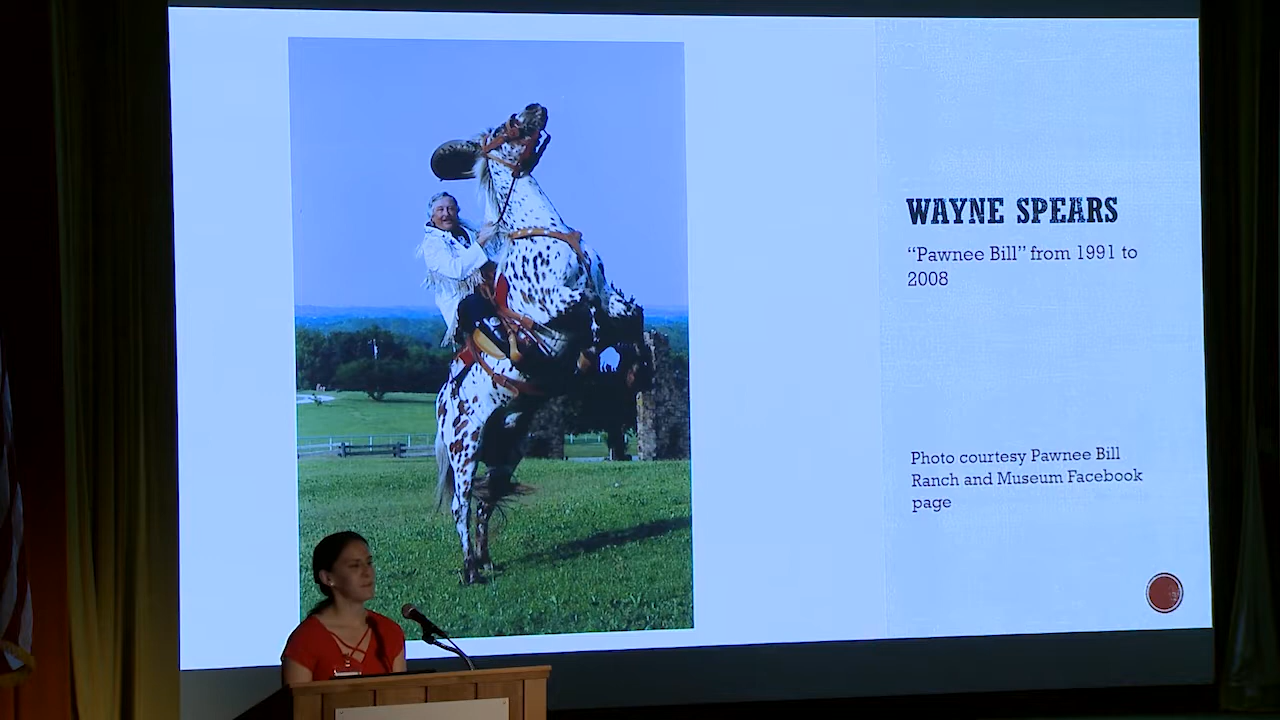 WAYNE SPEARS
“Pawnee Bill” from 1991 to
2008
Photo courtesy Pawnee Bill
Ranch and Museum Facebook
page